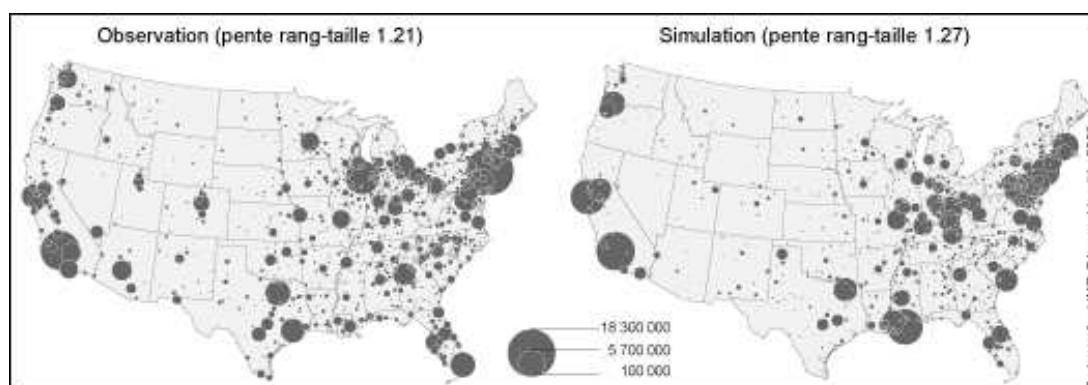 Observation (pente rang-taille 1.21)
Simulation (pente rang-taille 1.27)
18 300 000
5 700 000
100 000